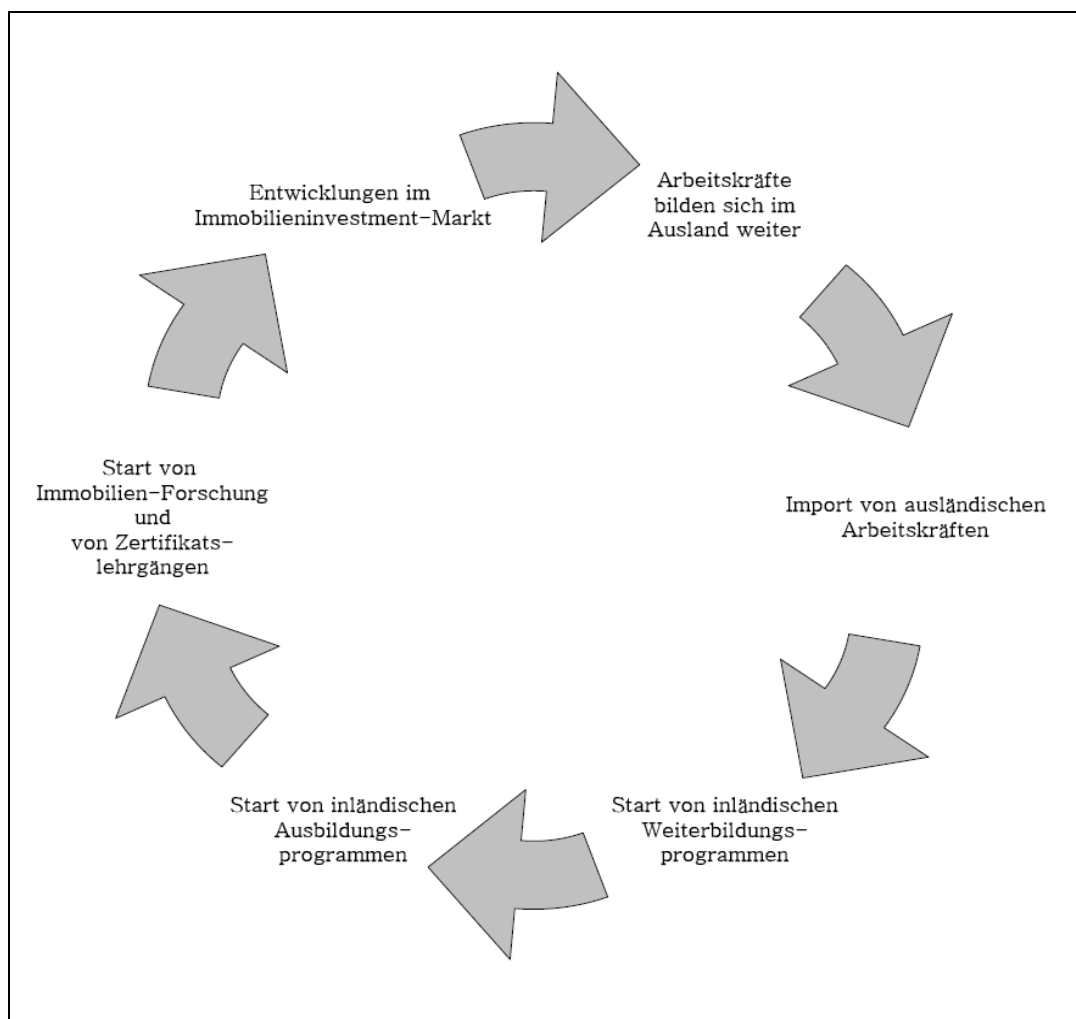 Entwicklungen im
Immobilieninvestment-Markt
Arbeitskräfte
bilden sich im
Ausland weiter
Import von ausländischen
Arbeitskräften
Start von inländischen
Weiterbildungs-
programmen
Start von inländischen
Ausbildungs-
programmen
Start von
Immobilien-Forschung
und
von Zertifikats-
lehrgängen